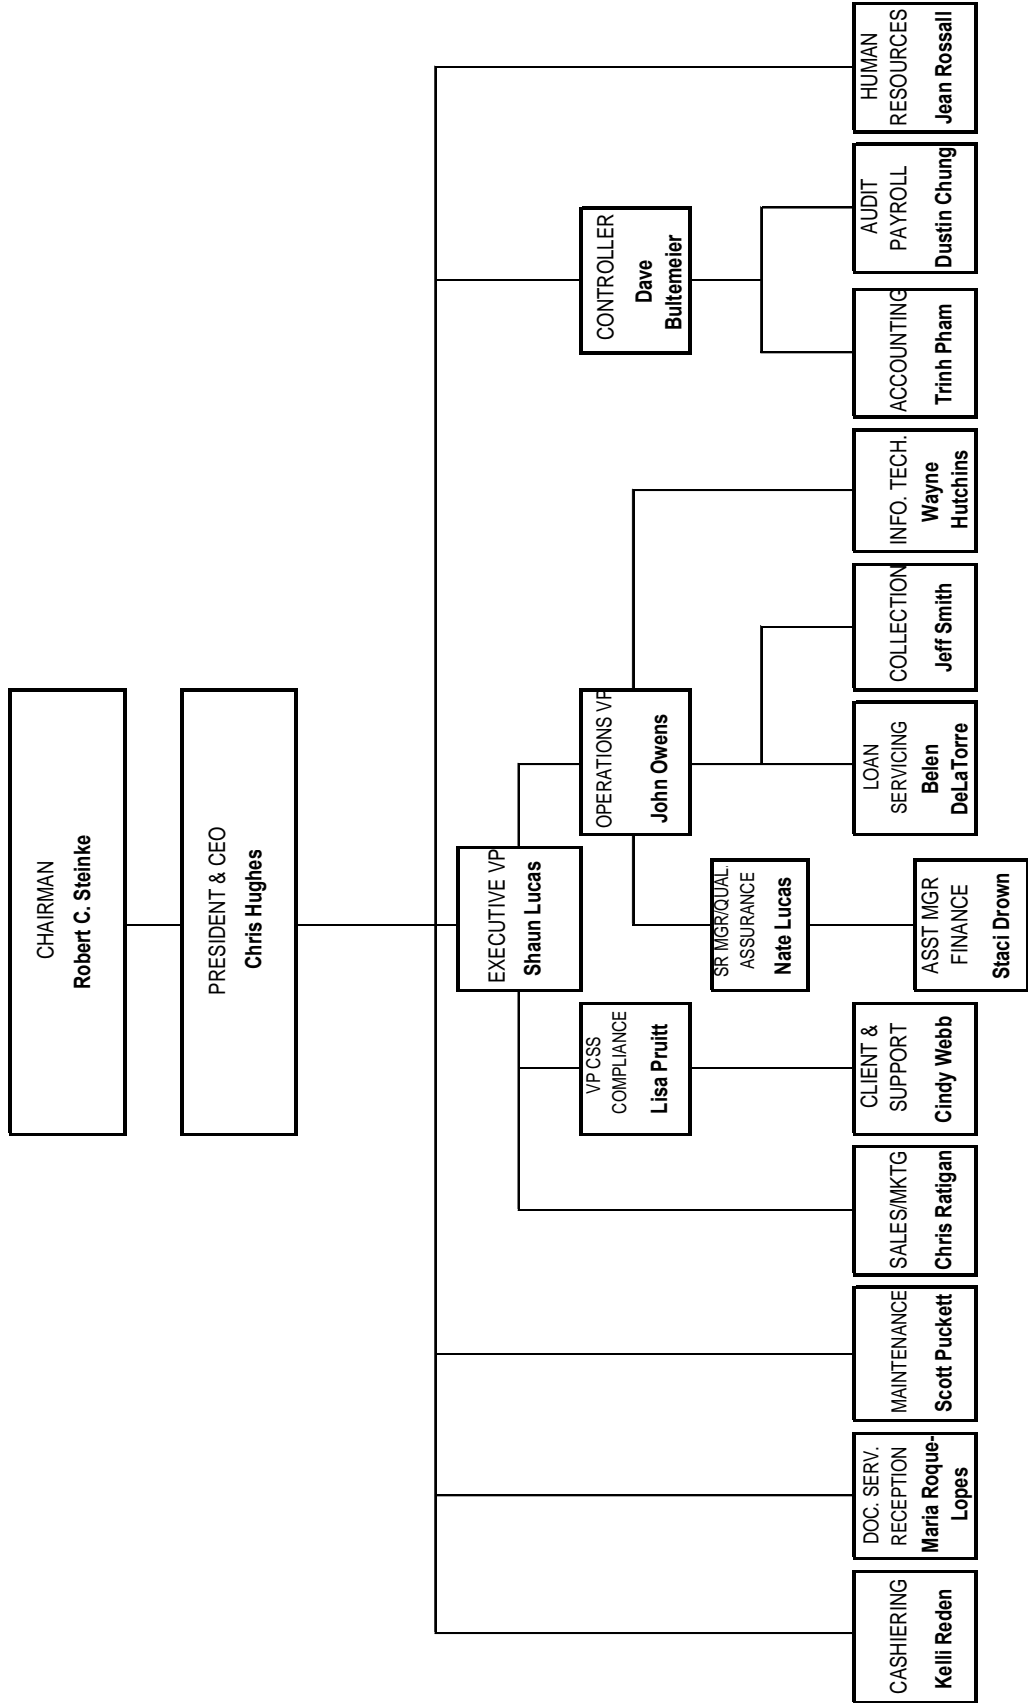 CHAIRMAN
Robert C. Steinke
PRESIDENT & CEO
Chris Hughes
EXECUTIVE VP
Shaun Lucas
VP CSS
COMPLIANCE
Lisa Pruitt
OPERATIONS VP
John Owens
CONTROLLER
Dave
Bultemeier
SR MGR/QUAL.
ASSURANCE
Nate Lucas
CASHIERING
Kelli Reden
DOC. SERV.
RECEPTION
Maria Roque-
Lopes
MAINTENANCE
Scott Puckett
SALES/MKTG
Chris Ratigan
CLIENT &
SUPPORT
Cindy Webb
LOAN
SERVICING
Belen
DeLaTorre
COLLECTION
Jeff Smith
INFO. TECH.
Wayne
Hutchins
ACCOUNTING
Trinh Pham
AUDIT
PAYROLL
Dustin Chung
HUMAN
RESOURCES
Jean Rossall
ASST MGR
FINANCE
Staci Drown